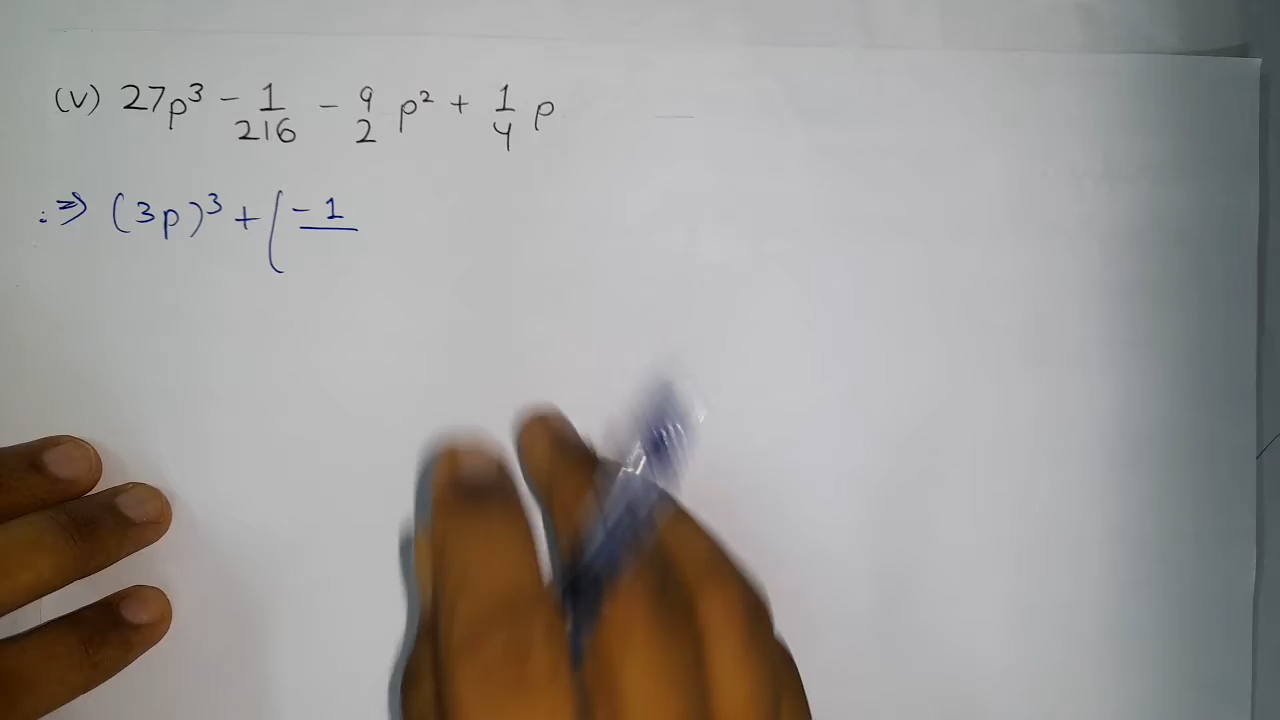 (V) 27p³ - 1/216 - 9/2 p² + 1/4 p
∴⇒ (3p)³ + (-1/